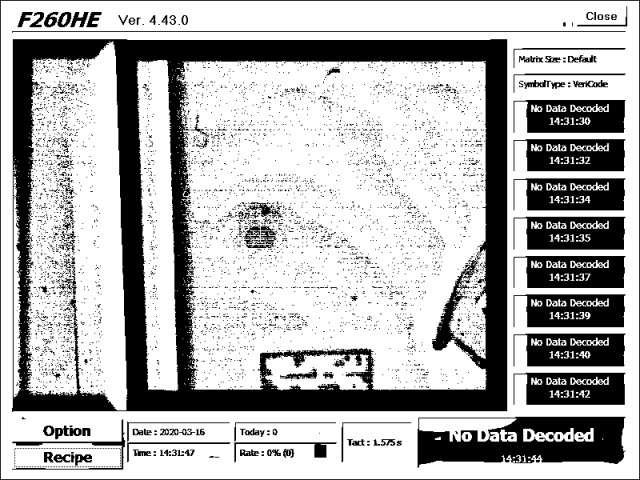 F260HE Ver. 4.43.0
Close
Matrix Size : Default
SymbolType : VeriCode
No Data Decoded
14:31:30
No Data Decoded
14:31:32
No Data Decoded
14:31:34
No Data Decoded
14:31:35
No Data Decoded
14:31:37
No Data Decoded
14:31:39
No Data Decoded
14:31:40
No Data Decoded
14:31:42
Option
Recipe
Date : 2020-03-16
Time : 14:31:47
Today : 0
Rate : 0% (0)
Tact : 1.575 s
No Data Decoded
14:31:44